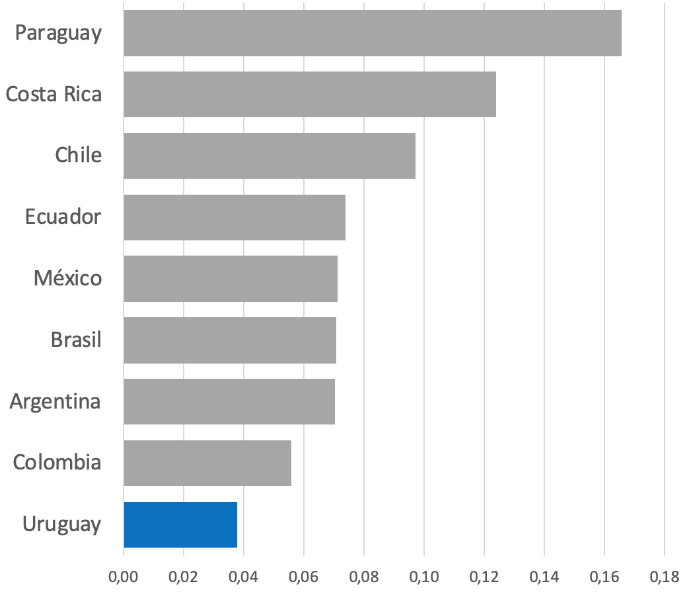 Paraguay
Costa Rica
Chile
Ecuador
México
Brasil
Argentina
Colombia
Uruguay
0,00 0,02 0,04 0,06 0,08 0,10 0,12 0,14 0,16 0,18